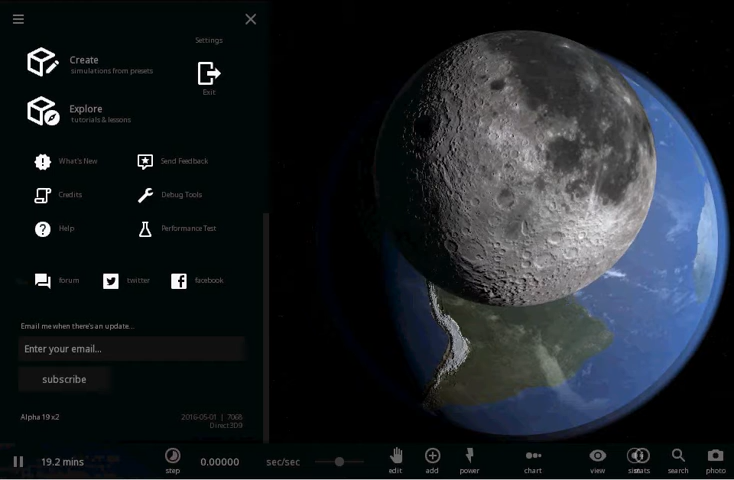 Settings
Create
simulations from presets
Exit
Explore
tutorials & lessons
What's New
Send Feedback
Credits
Debug Tools
Help
Performance Test
forum
twitter
facebook
Email me when there's an update...
Enter your email...
subscribe
Alpha 19 x2
2016-05-01 | 7068
Direct3D9
19.2 mins
step
0.00000
sec/sec
edit
add
power
chart
view
stats
search
photo